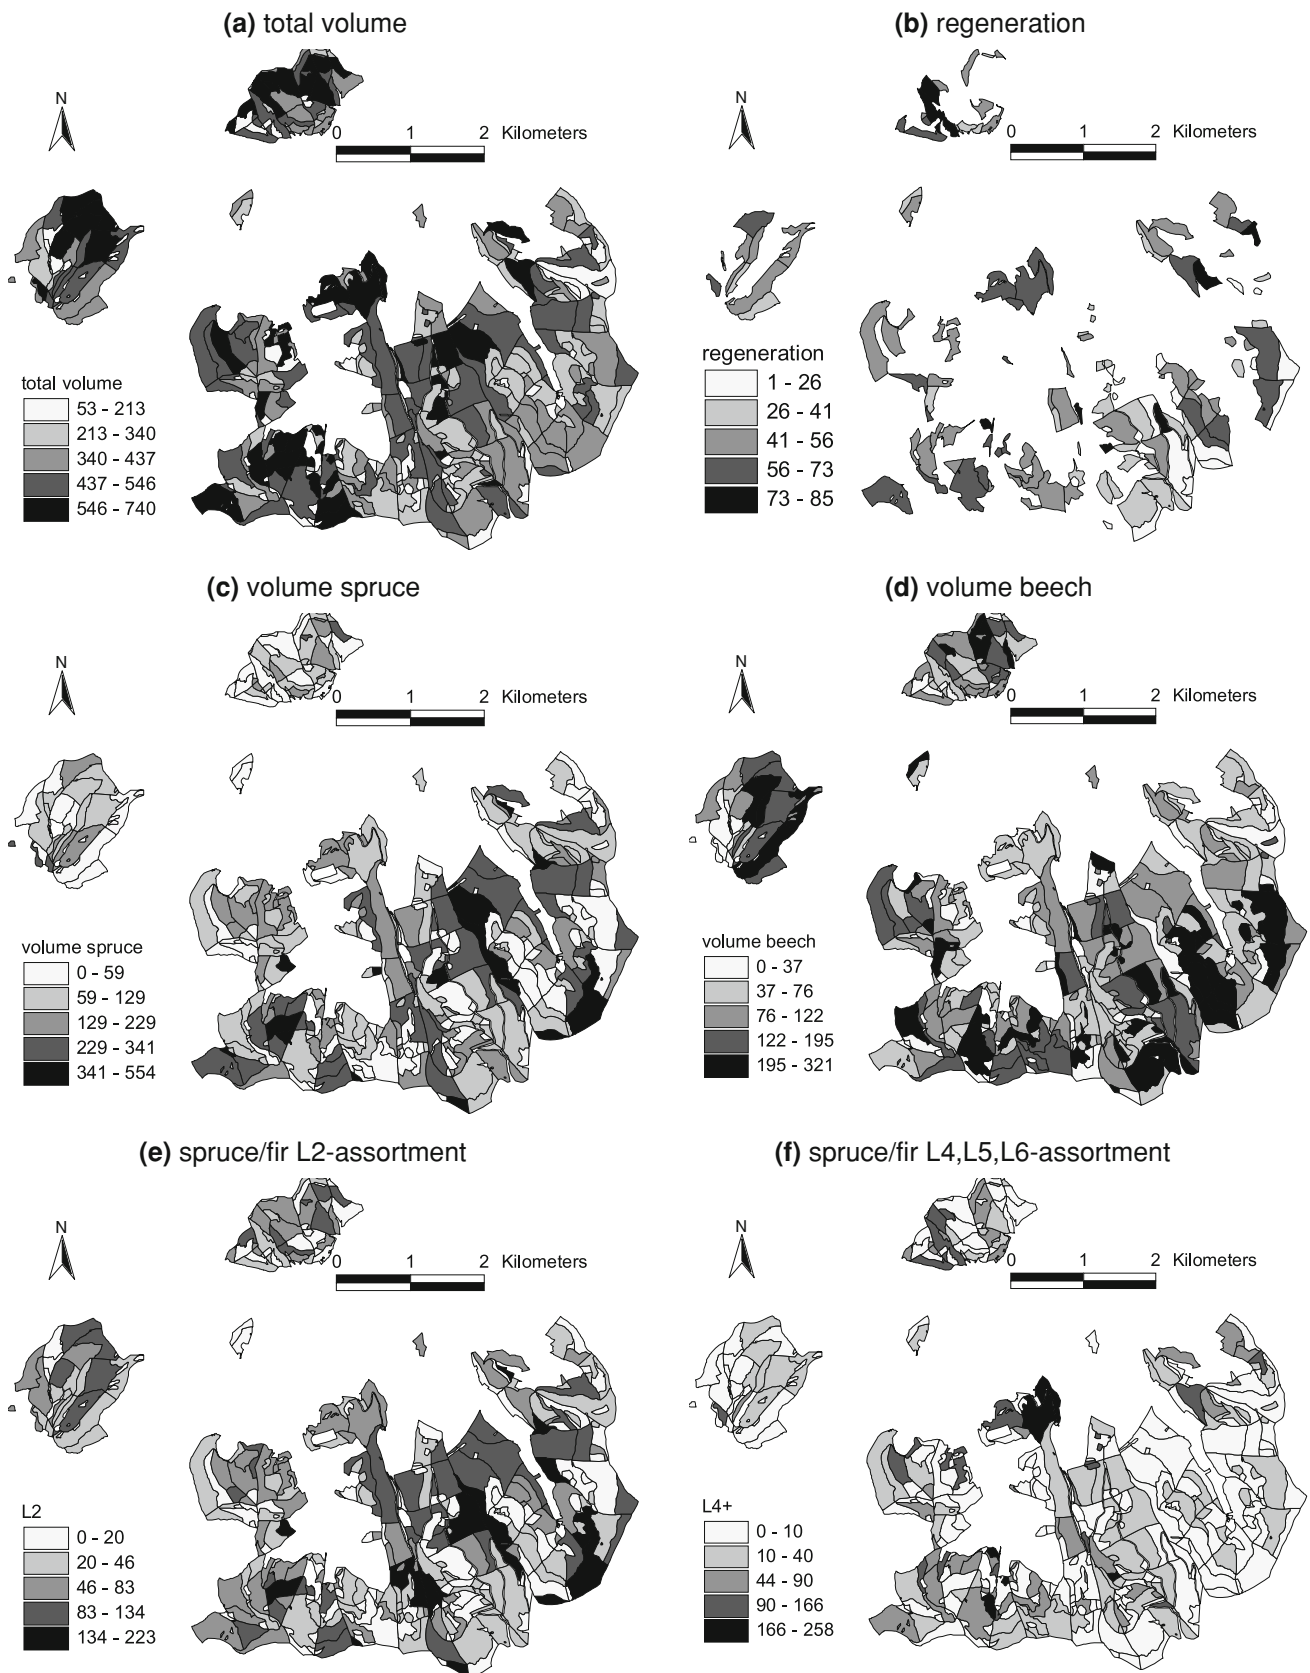 (a) total volume
N
0 1 2 Kilometers
total volume
53 - 213
213 - 340
340 - 437
437 - 546
546 - 740
(b) regeneration
N
0 1 2 Kilometers
regeneration
1 - 26
26 - 41
41 - 56
56 - 73
73 - 85
(c) volume spruce
N
0 1 2 Kilometers
volume spruce
0 - 59
59 - 129
129 - 229
229 - 341
341 - 554
(d) volume beech
N
0 1 2 Kilometers
volume beech
0 - 37
37 - 76
76 - 122
122 - 195
195 - 321
(e) spruce/fir L2-assortment
N
0 1 2 Kilometers
L2
0 - 20
20 - 46
46 - 83
83 - 134
134 - 223
(f) spruce/fir L4,L5,L6-assortment
N
0 1 2 Kilometers
L4+
0 - 10
10 - 40
44 - 90
90 - 166
166 - 258